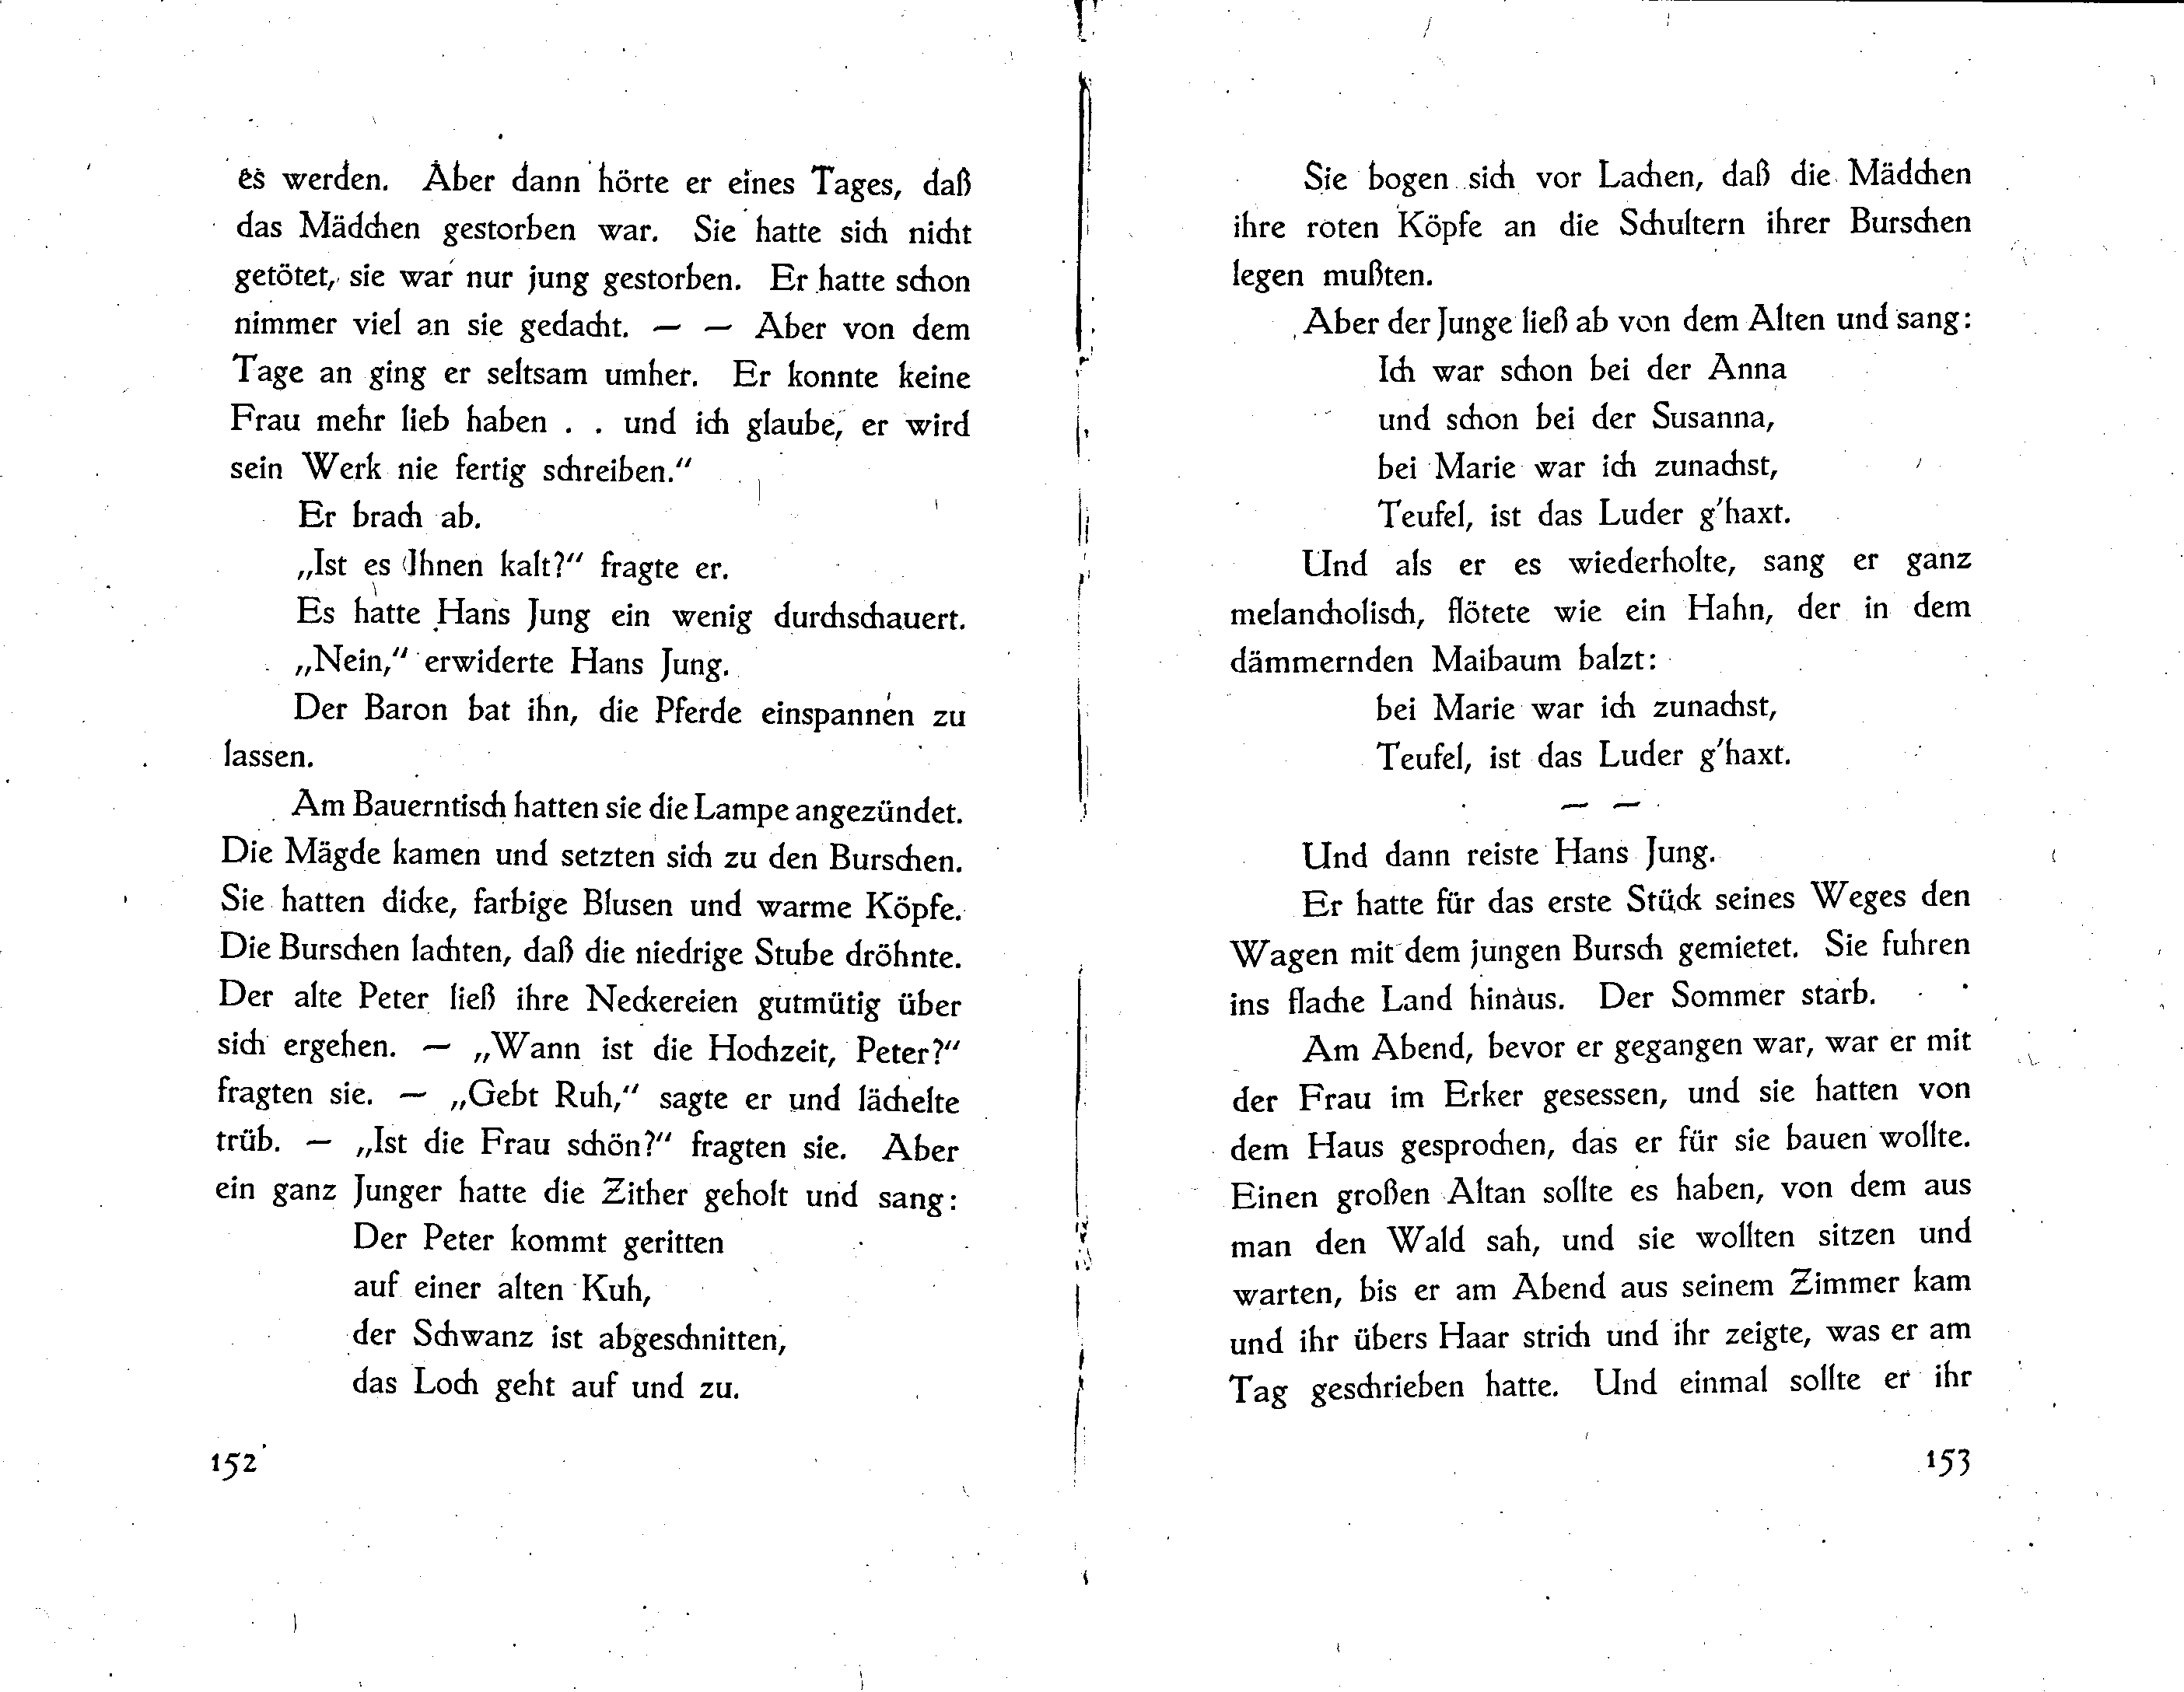 es werden. Aber dann hörte er eines Tages, daß
das Mädchen gestorben war. Sie hatte sich nicht
getötet, sie war nur jung gestorben. Er hatte schon
nimmer viel an sie gedacht. — — Aber von dem
Tage an ging er seltsam umher. Er konnte keine
Frau mehr lieb haben . . und ich glaube, er wird
sein Werk nie fertig schreiben.“
Er brach ab.
„Ist es Ihnen kalt?“ fragte er.
Es hatte Hans Jung ein wenig durchschauert.
„Nein,“ erwiderte Hans Jung.
Der Baron bat ihn, die Pferde einspannen zu
lassen.
Am Bauerntisch hatten sie die Lampe angezündet.
Die Mägde kamen und setzten sich zu den Burschen.
Sie hatten dicke, farbige Blusen und warme Köpfe.
Die Burschen lachten, daß die niedrige Stube dröhnte.
Der alte Peter ließ ihre Neckereien gutmütig über
sich ergehen. — „Wann ist die Hochzeit, Peter?“
fragten sie. — „Gebt Ruh,“ sagte er und lächelte
trüb. — „Ist die Frau schön?“ fragten sie. Aber
ein ganz Junger hatte die Zither geholt und sang:
Der Peter kommt geritten
auf einer alten Kuh,
der Schwanz ist abgeschnitten,
das Loch geht auf und zu.
152
Sie bogen sich vor Lachen, daß die Mädchen
ihre roten Köpfe an die Schultern ihrer Burschen
legen mußten.
Aber der Junge ließ ab von dem Alten und sang:
Ich war schon bei der Anna
und schon bei der Susanna,
bei Marie war ich zunachst,
Teufel, ist das Luder g'haxt.
Und als er es wiederholte, sang er ganz
melancholisch, flötete wie ein Hahn, der in dem
dämmernden Maibaum balzt:
bei Marie war ich zunachst,
Teufel, ist das Luder g'haxt.
— —
Und dann reiste Hans Jung.
Er hatte für das erste Stück seines Weges den
Wagen mit dem jungen Bursch gemietet. Sie fuhren
ins flache Land hinaus. Der Sommer starb.
Am Abend, bevor er gegangen war, war er mit
der Frau im Erker gesessen, und sie hatten von
dem Haus gesprochen, das er für sie bauen wollte.
Einen großen Altan sollte es haben, von dem aus
man den Wald sah, und sie wollten sitzen und
warten, bis er am Abend aus seinem Zimmer kam
und ihr übers Haar strich und ihr zeigte, was er am
Tag geschrieben hatte. Und einmal sollte er ihr
153